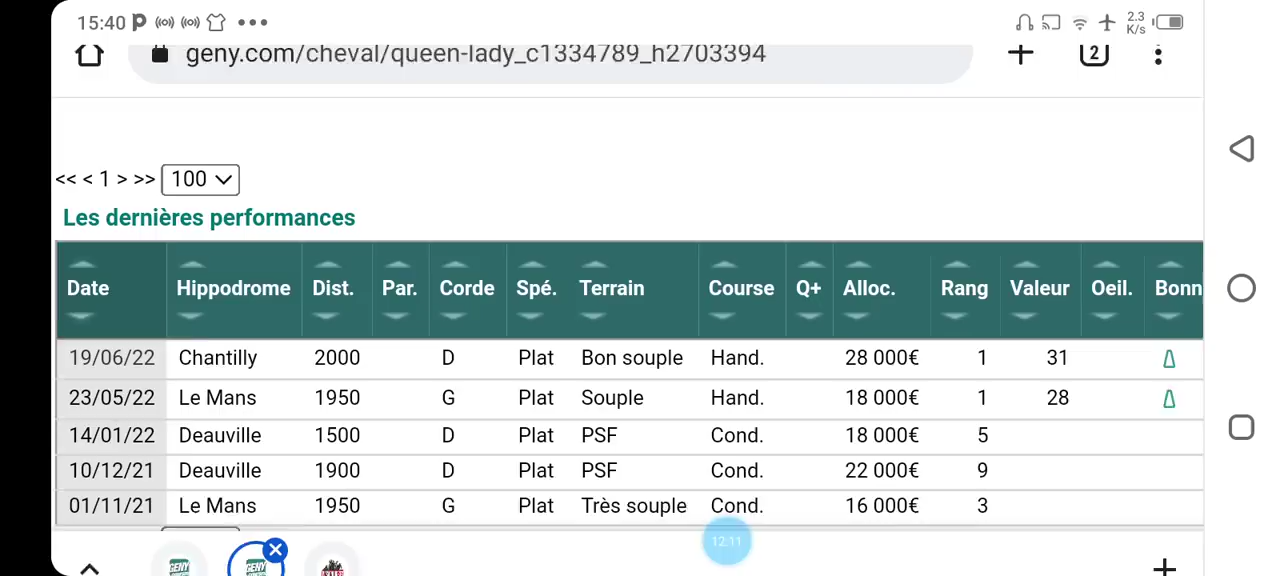 15:40
2.3
K/s
geny.com/cheval/queen-lady_c1334789_h2703394
2
<< < 1 > >> 100
Les dernières performances
Date Hippodrome Dist. Par. Corde Spé. Terrain Course Q+ Alloc. Rang Valeur Oeil. Bonn
19/06/22 Chantilly 2000 D Plat Bon souple Hand. 28 000€ 1 31
23/05/22 Le Mans 1950 G Plat Souple Hand. 18 000€ 1 28
14/01/22 Deauville 1500 D Plat PSF Cond. 18 000€ 5
10/12/21 Deauville 1900 D Plat PSF Cond. 22 000€ 9
01/11/21 Le Mans 1950 G Plat Très souple Cond. 16 000€ 3
12:11
GENY GENY